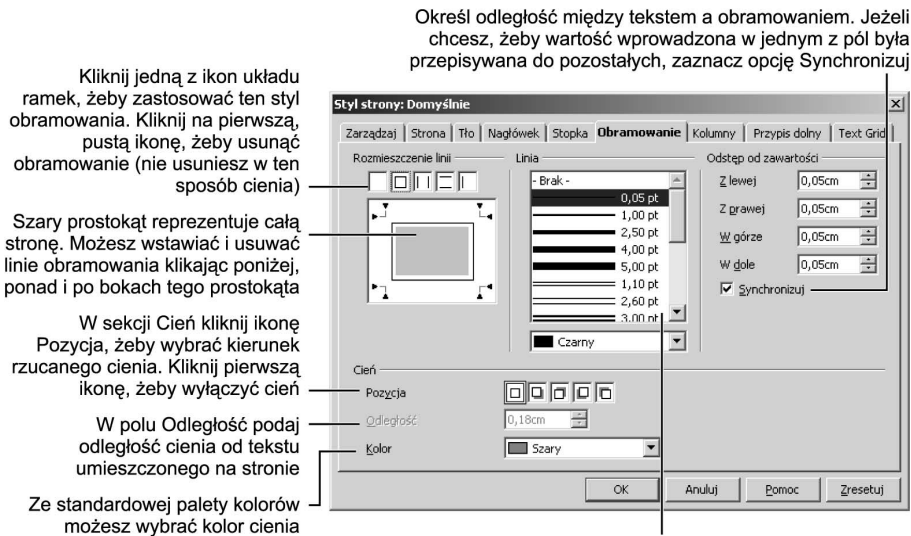 Określ odległość między tekstem a obramowaniem. Jeżeli
chcesz, żeby wartość wprowadzona w jednym z pól była
przepisywana do pozostałych, zaznacz opcję Synchronizuj
Kliknij jedną z ikon układu
ramek, żeby zastosować ten styl
obramowania. Kliknij na pierwszą,
pustą ikonę, żeby usunąć
obramowanie (nie usuniesz w ten
sposób cienia)
Szary prostokąt reprezentuje całą
stronę. Możesz wstawiać i usuwać
linie obramowania klikając poniżej,
ponad i po bokach tego prostokąta
W sekcji Cień kliknij ikonę
Pozycja, żeby wybrać kierunek
rzucanego cienia. Kliknij pierwszą
ikonę, żeby wyłączyć cień
W polu Odległość podaj
odległość cienia od tekstu
umieszczonego na stronie
Ze standardowej palety kolorów
możesz wybrać kolor cienia
Styl strony: Domyślnie
Zarządzaj Strona Tło Nagłówek Stopka Obramowanie Kolumny Przypis dolny Text Grid
Rozmieszczenie linii
Linia
- Brak -
0,05 pt
1,00 pt
2,50 pt
4,00 pt
5,00 pt
1,10 pt
2,60 pt
3,00 pt
Czarny
Odstęp od zawartości
Z lewej 0,05cm
Z prawej 0,05cm
W górze 0,05cm
W dole 0,05cm
Synchronizuj
Cień
Pozycja
Odległość 0,18cm
Kolor Szary
OK Anuluj Pomoc Zresetuj